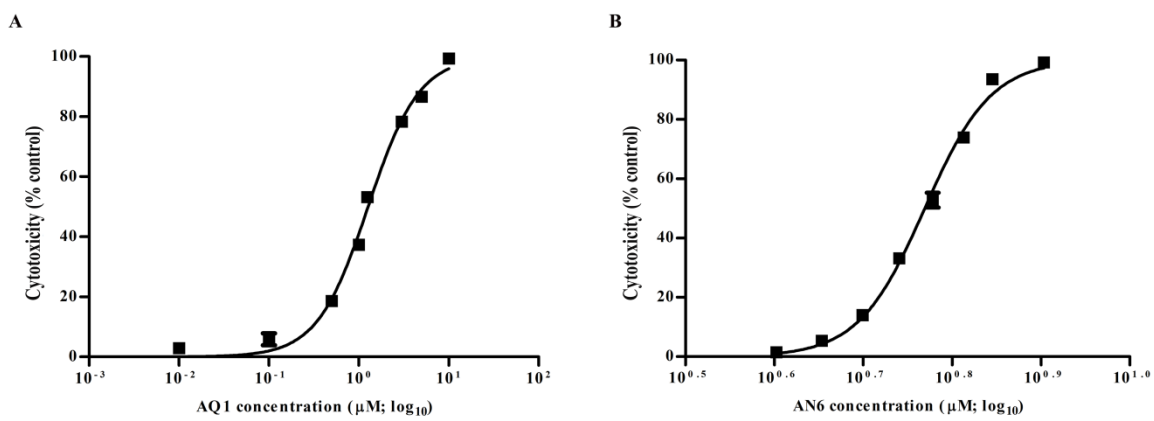 A
B
100
80
60
40
20
0
Cytotoxicity (% control)
10⁻³ 10⁻² 10⁻¹ 10⁰ 10¹ 10²
AQ1 concentration (μM; log₁₀)
100
80
60
40
20
0
Cytotoxicity (% control)
10⁰·⁵ 10⁰·⁶ 10⁰·⁷ 10⁰·⁸ 10⁰·⁹ 10¹·⁰
AN6 concentration (μM; log₁₀)